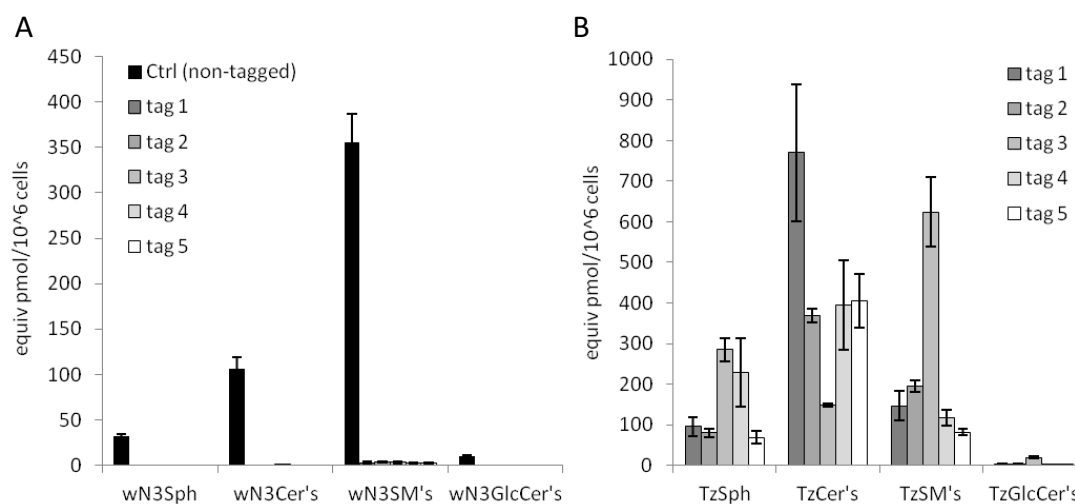 A
450
400
350
300
250
200
150
100
50
0
equiv pmol/10^6 cells
Ctrl (non-tagged)
tag 1
tag 2
tag 3
tag 4
tag 5
wN3Sph wN3Cer's wN3SM's wN3GlcCer's
B
1000
900
800
700
600
500
400
300
200
100
0
equiv pmol/10^6 cells
tag 1
tag 2
tag 3
tag 4
tag 5
TzSph TzCer's TzSM's TzGlcCer's